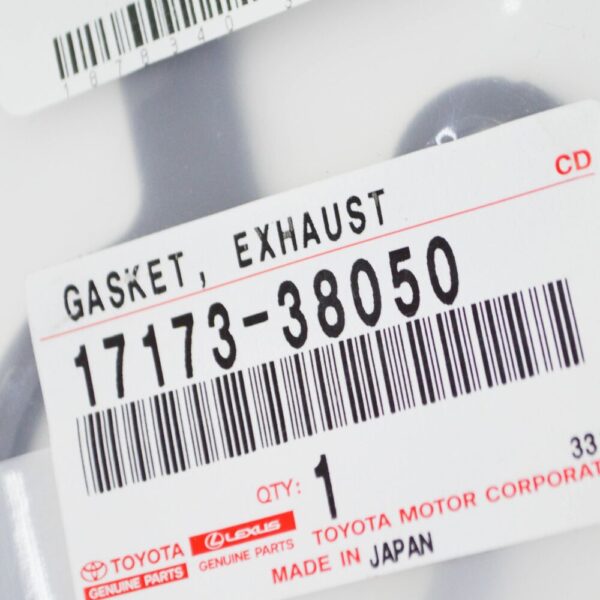 1878340
CD
GASKET, EXHAUST
17173-38050
33
QTY: 1
TOYOTA
GENUINE PARTS
LEXUS
GENUINE PARTS
TOYOTA MOTOR CORPORAT
MADE IN JAPAN